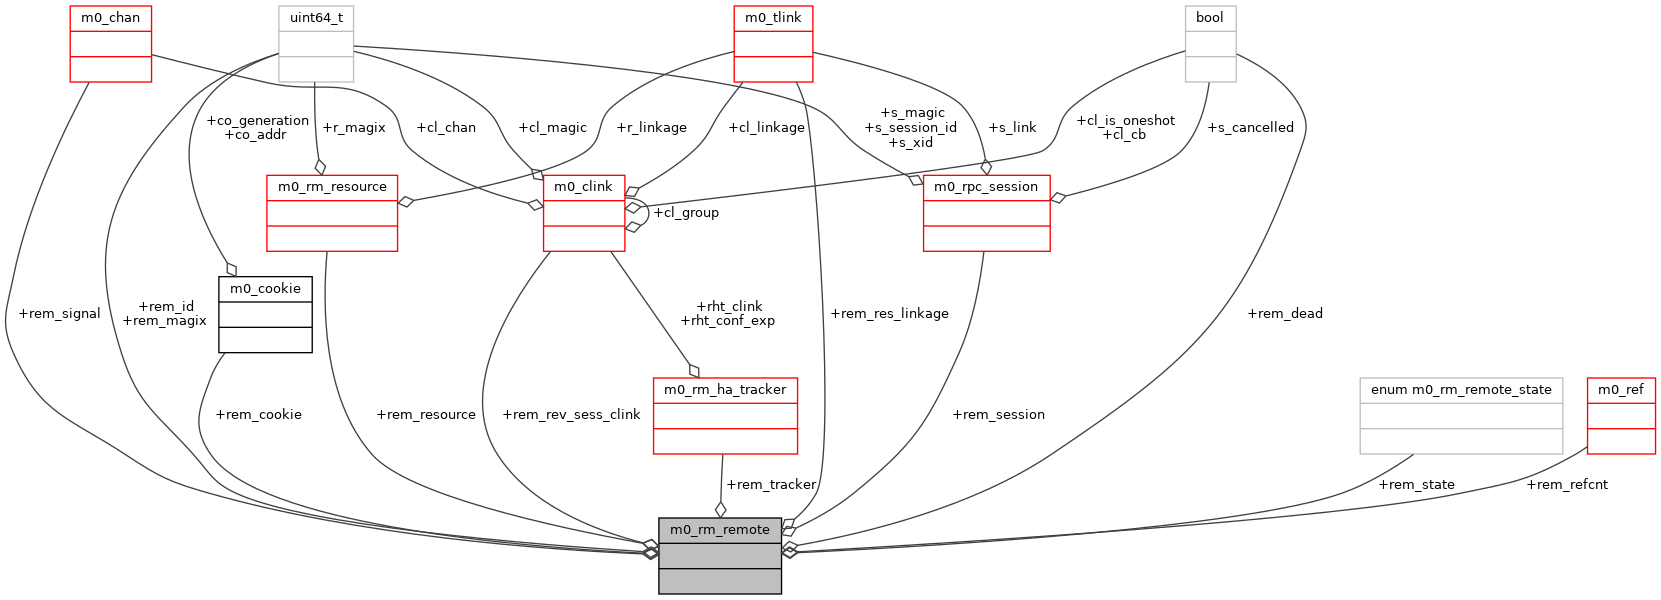 m0_chan
uint64_t
m0_tlink
bool
+co_generation
+co_addr
+r_magix
+cl_chan
+cl_magic
+r_linkage
+cl_linkage
+s_magic
+s_session_id
+s_xid
+s_link
+cl_is_oneshot
+cl_cb
+s_cancelled
m0_rm_resource
m0_clink
m0_rpc_session
+cl_group
m0_cookie
+rem_signal
+rem_id
+rem_magix
+rht_clink
+rht_conf_exp
+rem_res_linkage
+rem_dead
m0_rm_ha_tracker
enum m0_rm_remote_state
m0_ref
+rem_cookie
+rem_resource
+rem_rev_sess_clink
+rem_session
+rem_tracker
+rem_state
+rem_refcnt
m0_rm_remote